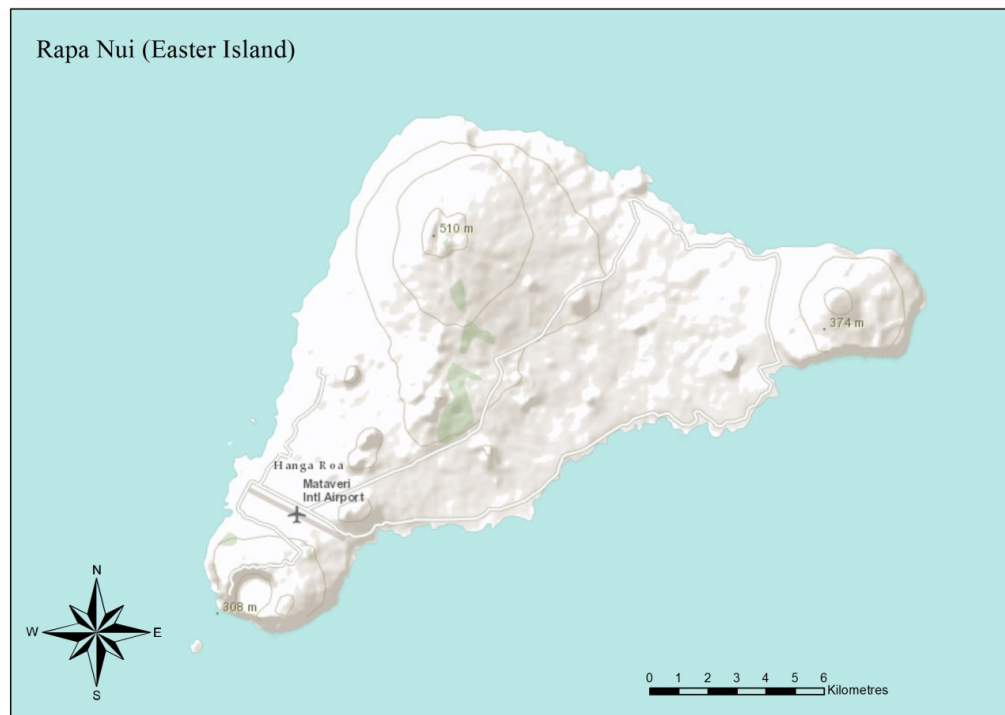 Rapa Nui (Easter Island)
510 m
374 m
Hanga Roa
Mataveri
Intl Airport
308 m
N
W
E
S
0 1 2 3 4 5 6
Kilometres